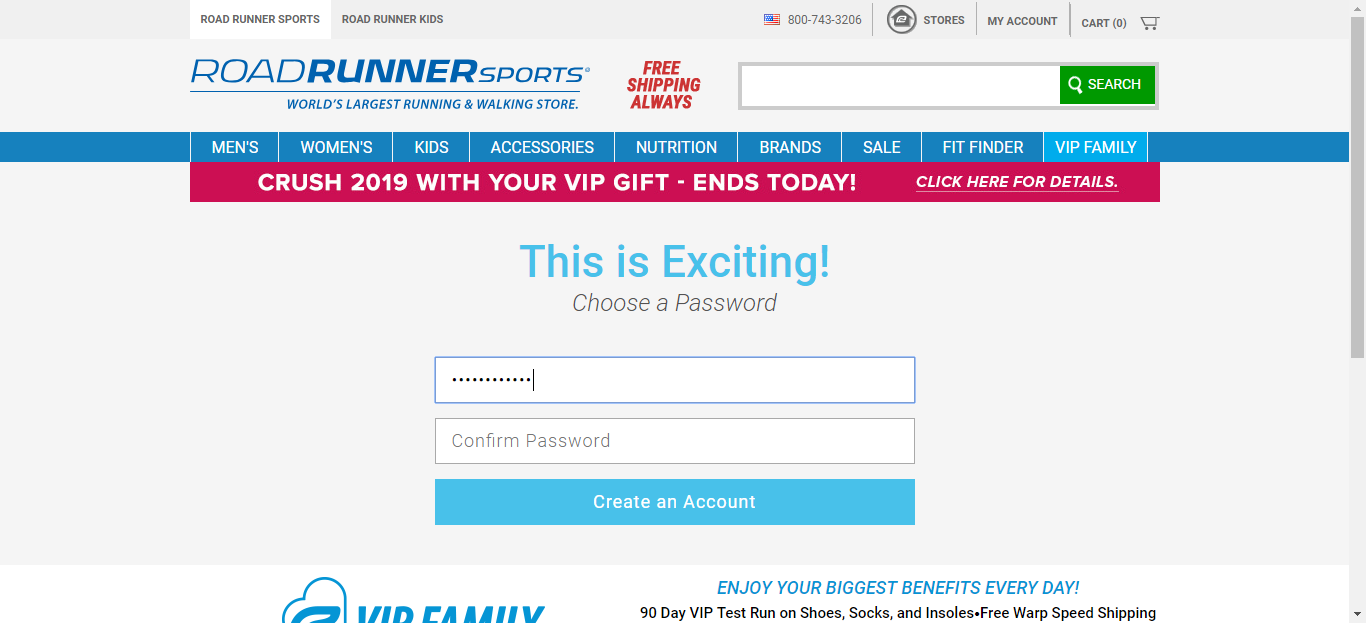 ROAD RUNNER SPORTS
ROAD RUNNER KIDS
800-743-3206
STORES
MY ACCOUNT
CART (0)
ROADRUNNERSPORTS®
WORLD'S LARGEST RUNNING & WALKING STORE.
FREE
SHIPPING
ALWAYS
SEARCH
MEN'S
WOMEN'S
KIDS
ACCESSORIES
NUTRITION
BRANDS
SALE
FIT FINDER
VIP FAMILY
CRUSH 2019 WITH YOUR VIP GIFT - ENDS TODAY!
CLICK HERE FOR DETAILS.
This is Exciting!
Choose a Password
••••••••••••
Confirm Password
Create an Account
VIP FAMILY
ENJOY YOUR BIGGEST BENEFITS EVERY DAY!
90 Day VIP Test Run on Shoes, Socks, and Insoles•Free Warp Speed Shipping